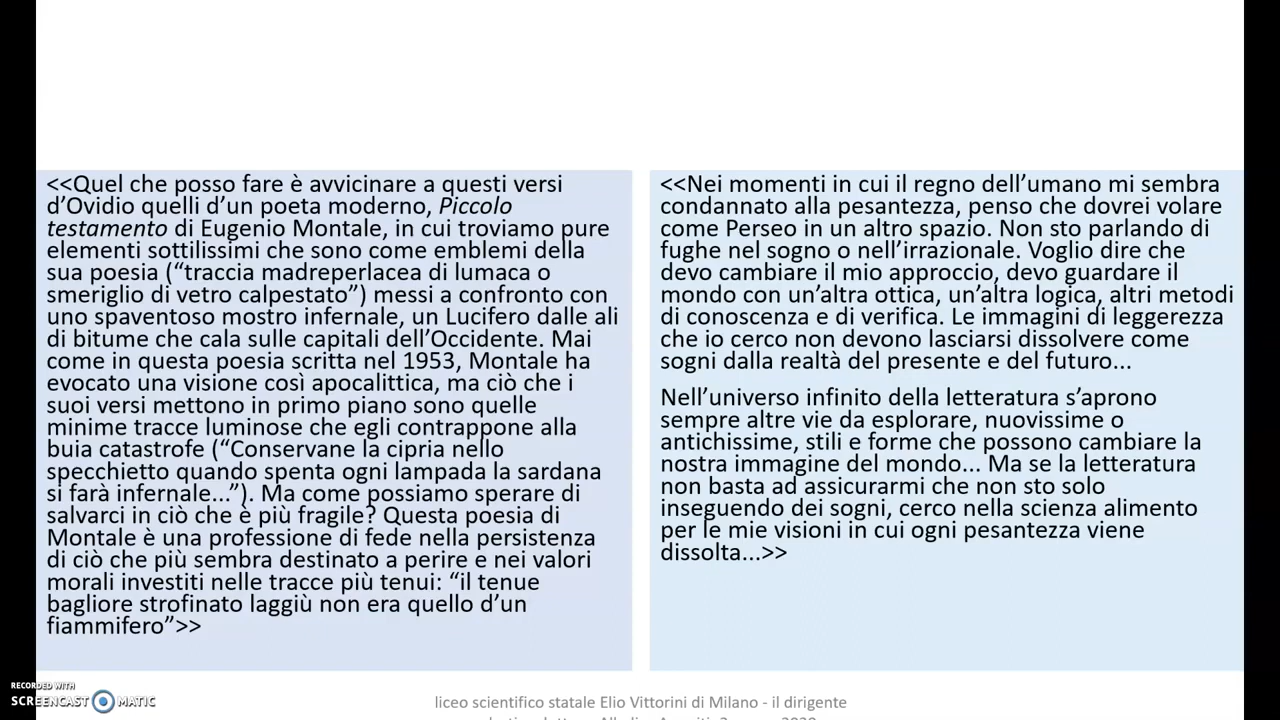 <<Quel che posso fare è avvicinare a questi versi
d’Ovidio quelli d’un poeta moderno, Piccolo
testamento di Eugenio Montale, in cui troviamo pure
elementi sottilissimi che sono come emblemi della
sua poesia (“traccia madreperlacea di lumaca o
smeriglio di vetro calpestato”) messi a confronto con
uno spaventoso mostro infernale, un Lucifero dalle ali
di bitume che cala sulle capitali dell’Occidente. Mai
come in questa poesia scritta nel 1953, Montale ha
evocato una visione così apocalittica, ma ciò che i
suoi versi mettono in primo piano sono quelle
minime tracce luminose che egli contrappone alla
buia catastrofe (“Conservane la cipria nello
specchietto quando spenta ogni lampada la sardana
si farà infernale...”). Ma come possiamo sperare di
salvarci in ciò che è più fragile? Questa poesia di
Montale è una professione di fede nella persistenza
di ciò che più sembra destinato a perire e nei valori
morali investiti nelle tracce più tenui: “il tenue
bagliore strofinato laggiù non era quello d’un
fiammifero”>>
<<Nei momenti in cui il regno dell’umano mi sembra
condannato alla pesantezza, penso che dovrei volare
come Perseo in un altro spazio. Non sto parlando di
fughe nel sogno o nell’irrazionale. Voglio dire che
devo cambiare il mio approccio, devo guardare il
mondo con un’altra ottica, un’altra logica, altri metodi
di conoscenza e di verifica. Le immagini di leggerezza
che io cerco non devono lasciarsi dissolvere come
sogni dalla realtà del presente e del futuro...
Nell’universo infinito della letteratura s’aprono
sempre altre vie da esplorare, nuovissime o
antichissime, stili e forme che possono cambiare la
nostra immagine del mondo... Ma se la letteratura
non basta ad assicurarmi che non sto solo
inseguendo dei sogni, cerco nella scienza alimento
per le mie visioni in cui ogni pesantezza viene
dissolta...>>
RECORDED WITH
SCREENCAST MATIC
liceo scientifico statale Elio Vittorini di Milano - il dirigente